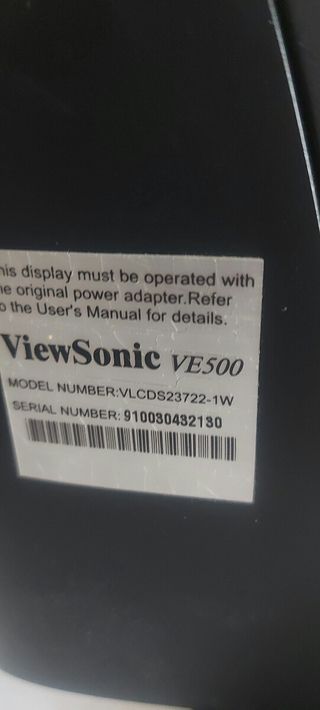 his display must be operated with
e original power adapter.Refer
o the User's Manual for details.
ViewSonic VE500
MODEL NUMBER:VLCDS23722-1W
SERIAL NUMBER: 910030432130